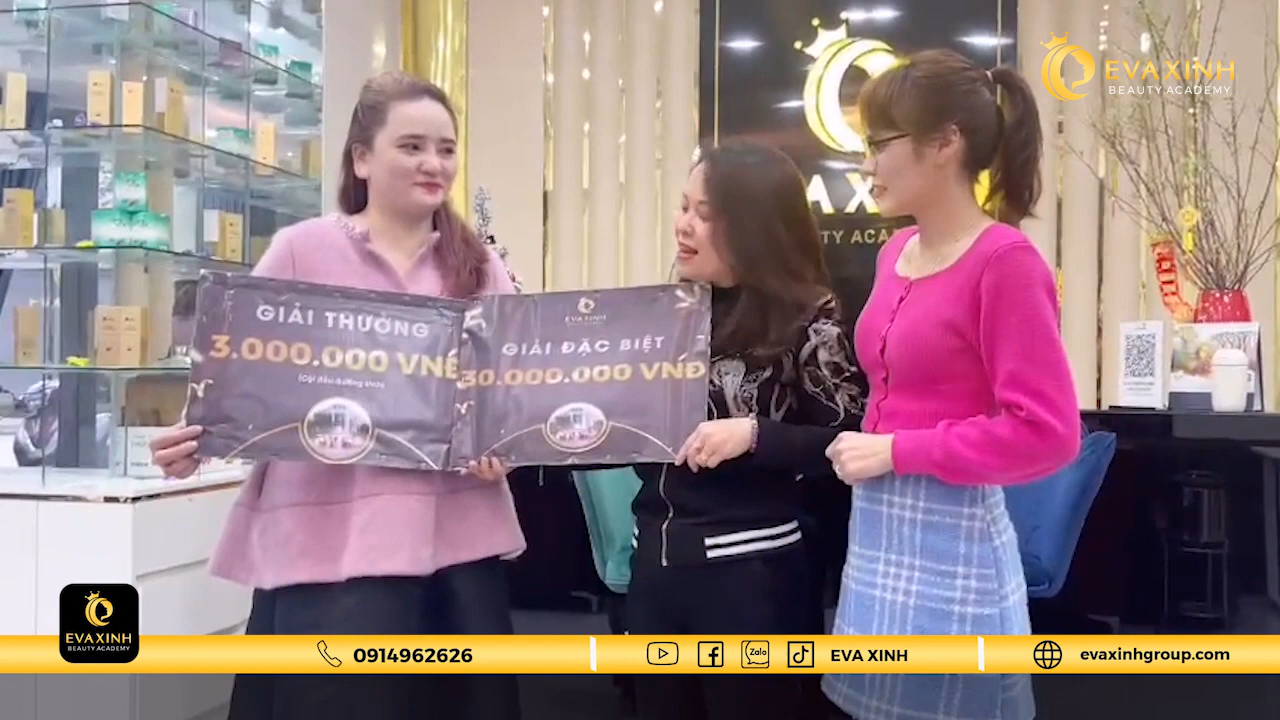 EVA XINH
BEAUTY ACADEMY
GIẢI THƯỞNG
3.000.000 VNĐ
EVA XINH
GIẢI ĐẶC BIỆT
30.000.000 VNĐ
EVA XINH
BEAUTY ACADEMY
0914962626
Zalo
EVA XINH
evaxinhgroup.com